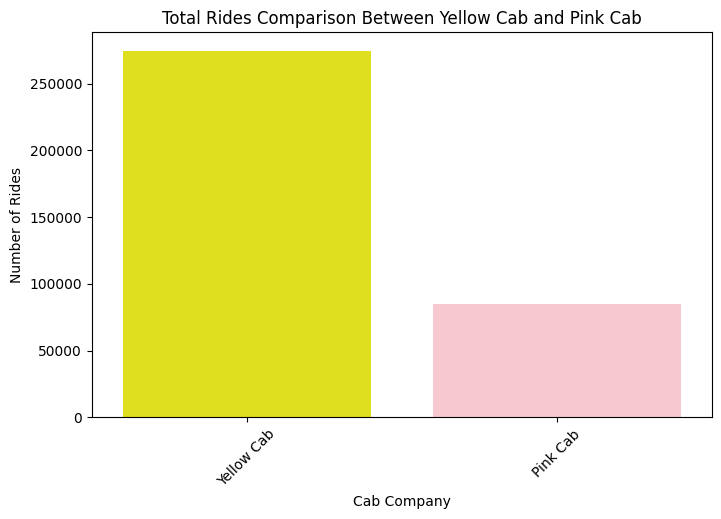 Total Rides Comparison Between Yellow Cab and Pink Cab
Number of Rides
250000
200000
150000
100000
50000
0
Yellow Cab
Pink Cab
Cab Company